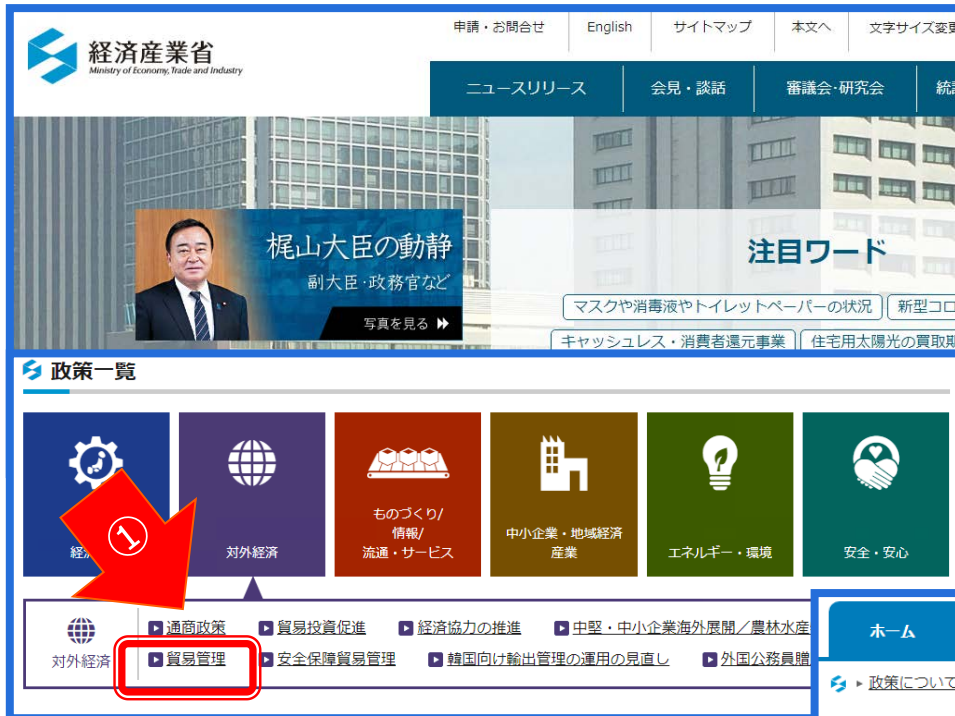 申請・お問合せ English サイトマップ 本文へ 文字サイズ変更
経済産業省
Ministry of Economy, Trade and Industry
ニュースリリース 会見・談話 審議会・研究会 統計
梶山大臣の動静
副大臣・政務官など
写真を見る
注目ワード
マスクや消毒液やトイレットペーパーの状況 新型コロ
キャッシュレス・消費者還元事業 住宅用太陽光の買取期
政策一覧
①
経済
対外経済
ものづくり/
情報/
流通・サービス
中小企業・地域経済
産業
エネルギー・環境
安全・安心
対外経済
通商政策 貿易投資促進 経済協力の推進 中堅・中小企業海外展開／農林水産
貿易管理 安全保障貿易管理 韓国向け輸出管理の運用の見直し 外国公務員贈
ホーム
政策について